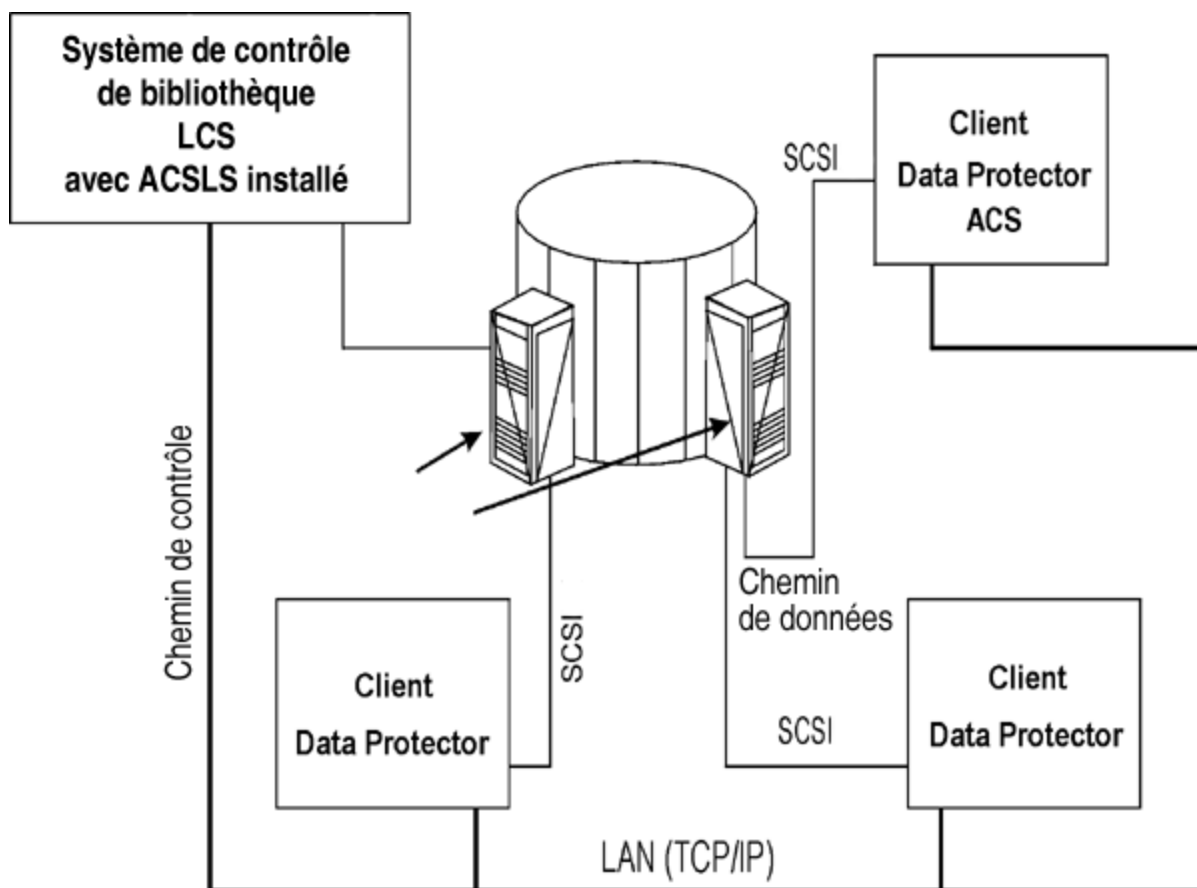 Système de contrôle
de bibliothèque
LCS
avec ACSLS installé
SCSI
Client
Data Protector
ACS
Chemin de contrôle
Chemin
de données
SCSI
Client
Data Protector
SCSI
Client
Data Protector
LAN (TCP/IP)